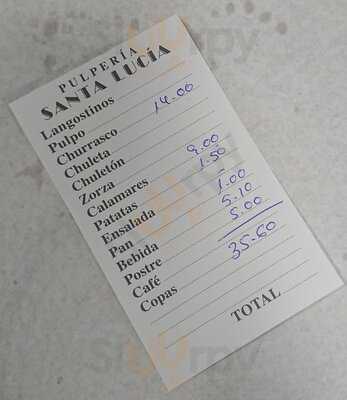 PULPERÍA
SANTA LUCÍA
Langostinos
Pulpo
Churrasco 14.00
Chuleta
Chuletón
Zorza
Calamares 9.00
Patatas 1.50
Ensalada -
Pan 1.00
Bebida 5.10
Postre 5.00
Café 35.60
Copas
TOTAL